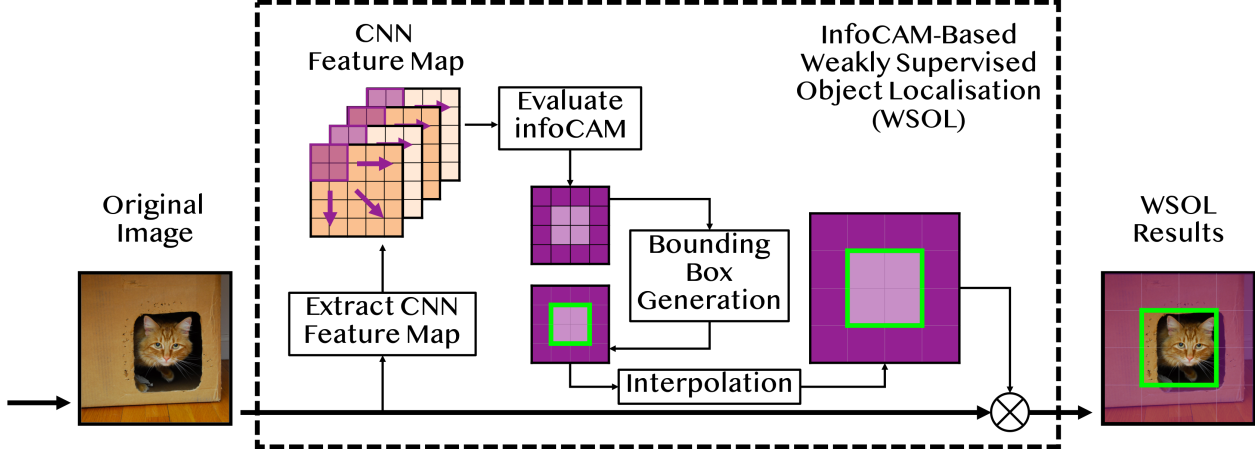 Original
Image
CNN
Feature Map
Extract CNN
Feature Map
Evaluate
infoCAM
Bounding
Box
Generation
Interpolation
InfoCAM-Based
Weakly Supervised
Object Localisation
(WSOL)
WSOL
Results